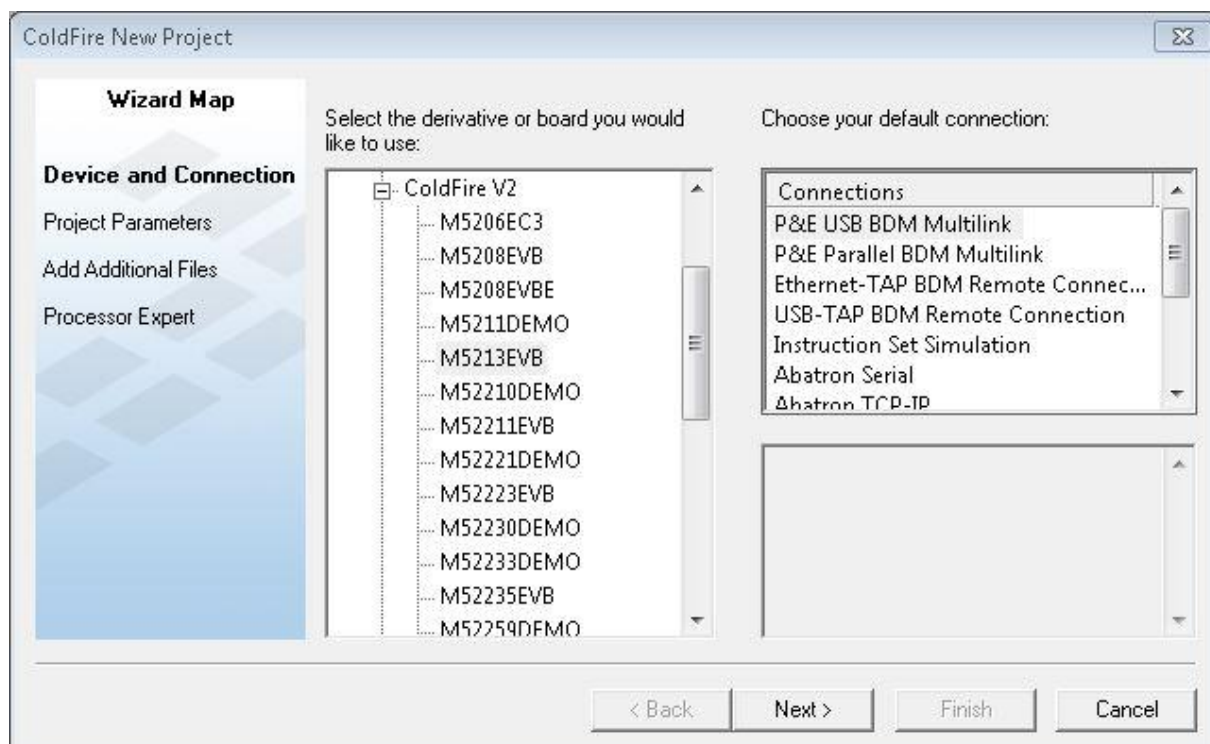 ColdFire New Project
Wizard Map
Device and Connection
Project Parameters
Add Additional Files
Processor Expert
Select the derivative or board you would
like to use:
ColdFire V2
M5206EC3
M5208EVB
M5208EVBE
M5211DEMO
M5213EVB
M52210DEMO
M52211EVB
M52221DEMO
M52223EVB
M52230DEMO
M52233DEMO
M52235EVB
M52259DEMO
Choose your default connection:
Connections
P&E USB BDM Multilink
P&E Parallel BDM Multilink
Ethernet-TAP BDM Remote Connec...
USB-TAP BDM Remote Connection
Instruction Set Simulation
Abatron Serial
Abatron TCP-IP
< Back
Next >
Finish
Cancel